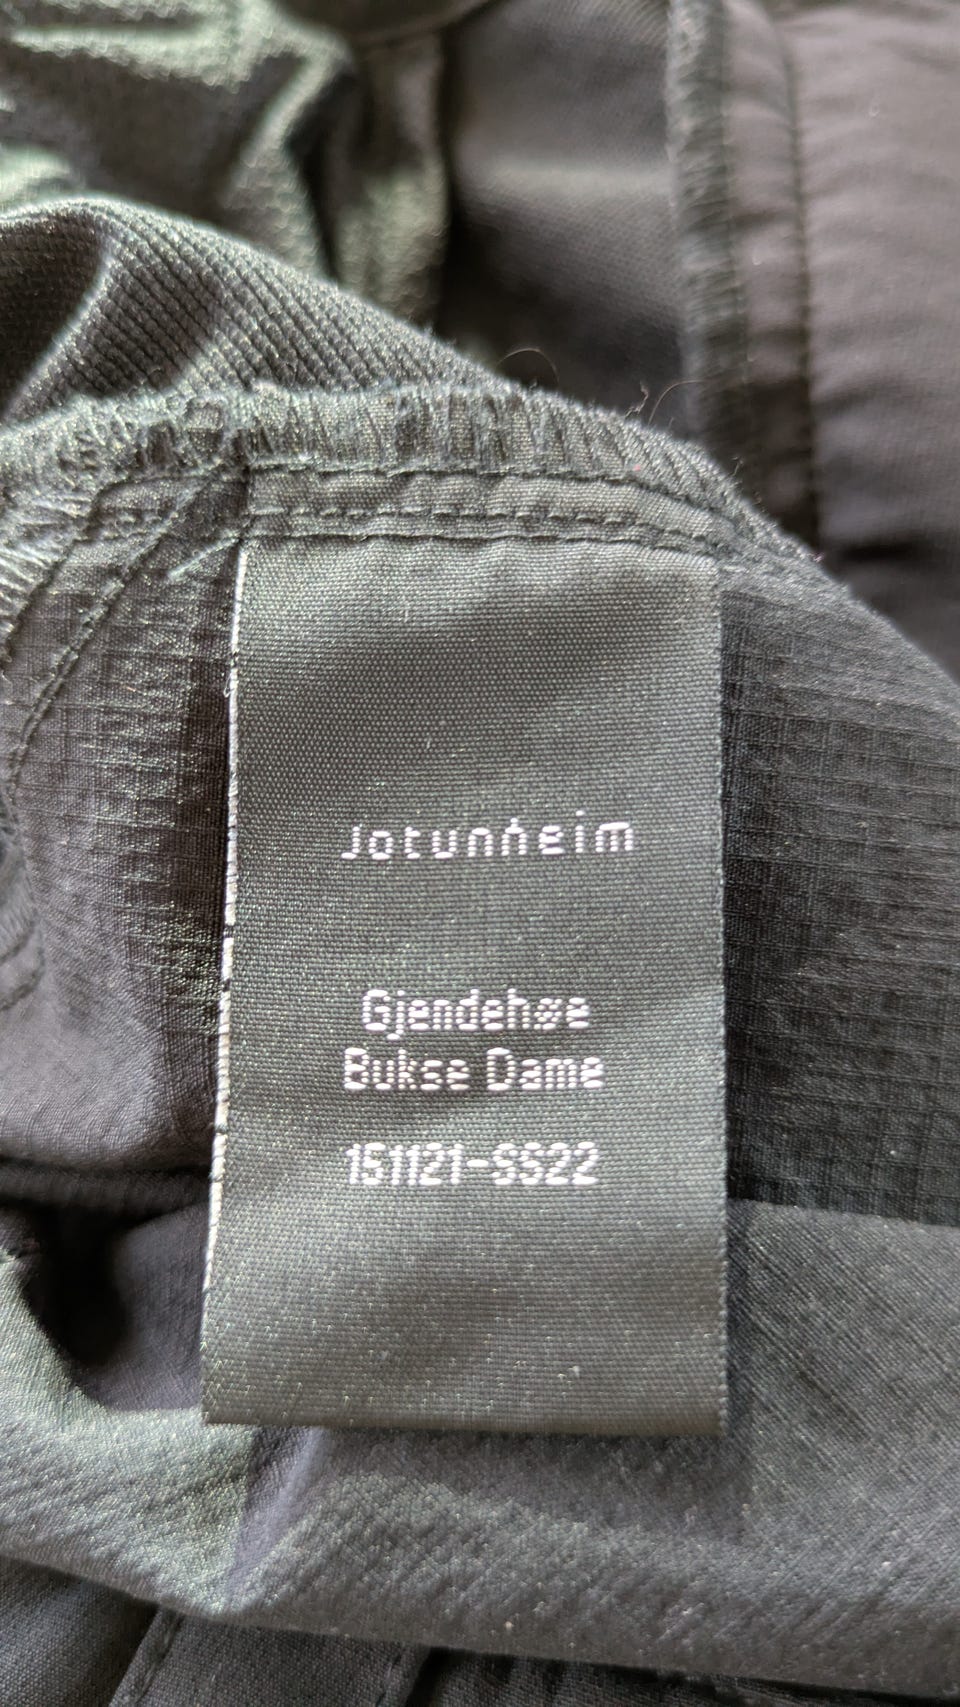 Jotunheim
Gjendehøe
Bukse Dame
151121-SS22